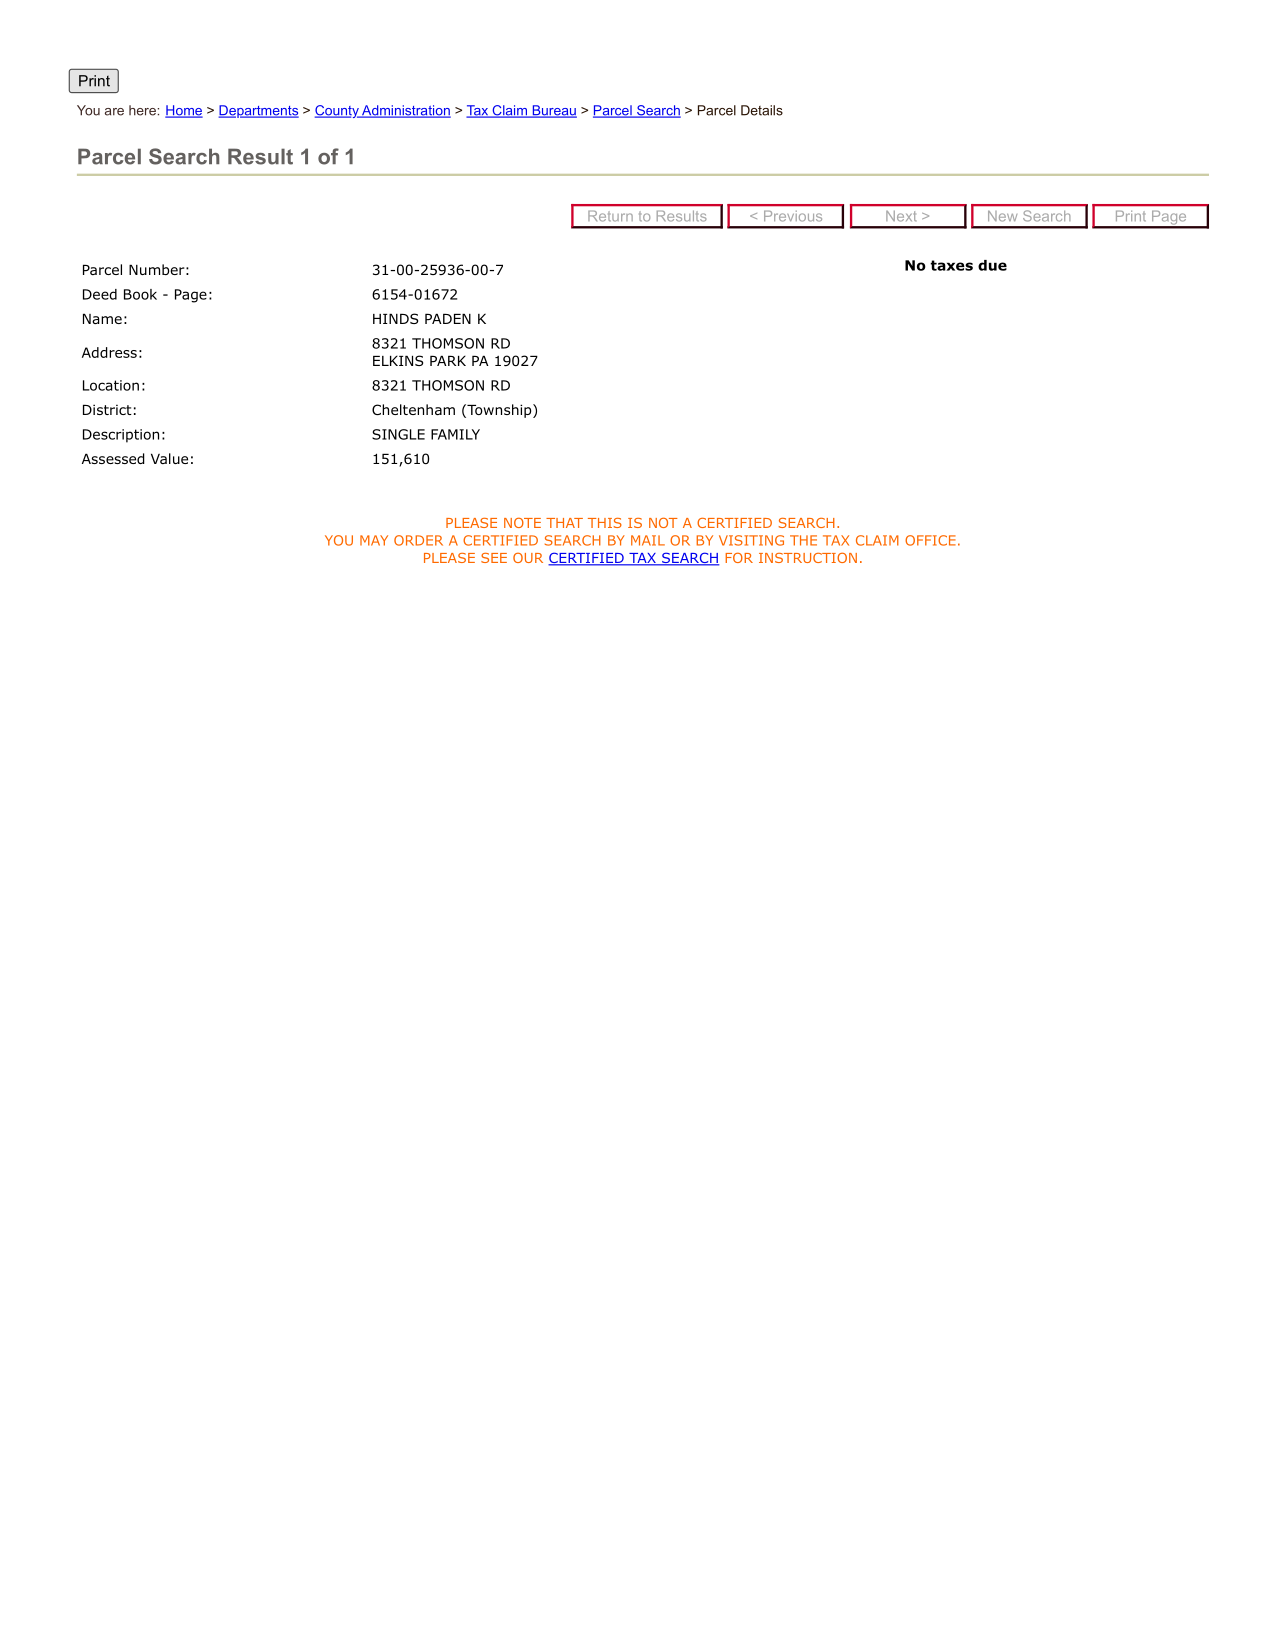 Print
You are here: Home > Departments > County Administration > Tax Claim Bureau > Parcel Search > Parcel Details
Parcel Search Result 1 of 1
Return to Results < Previous Next > New Search Print Page
Parcel Number: 31-00-25936-00-7
No taxes due
Deed Book - Page: 6154-01672
Name: HINDS PADEN K
Address: 8321 THOMSON RD
ELKINS PARK PA 19027
Location: 8321 THOMSON RD
District: Cheltenham (Township)
Description: SINGLE FAMILY
Assessed Value: 151,610
PLEASE NOTE THAT THIS IS NOT A CERTIFIED SEARCH.
YOU MAY ORDER A CERTIFIED SEARCH BY MAIL OR BY VISITING THE TAX CLAIM OFFICE.
PLEASE SEE OUR CERTIFIED TAX SEARCH FOR INSTRUCTION.